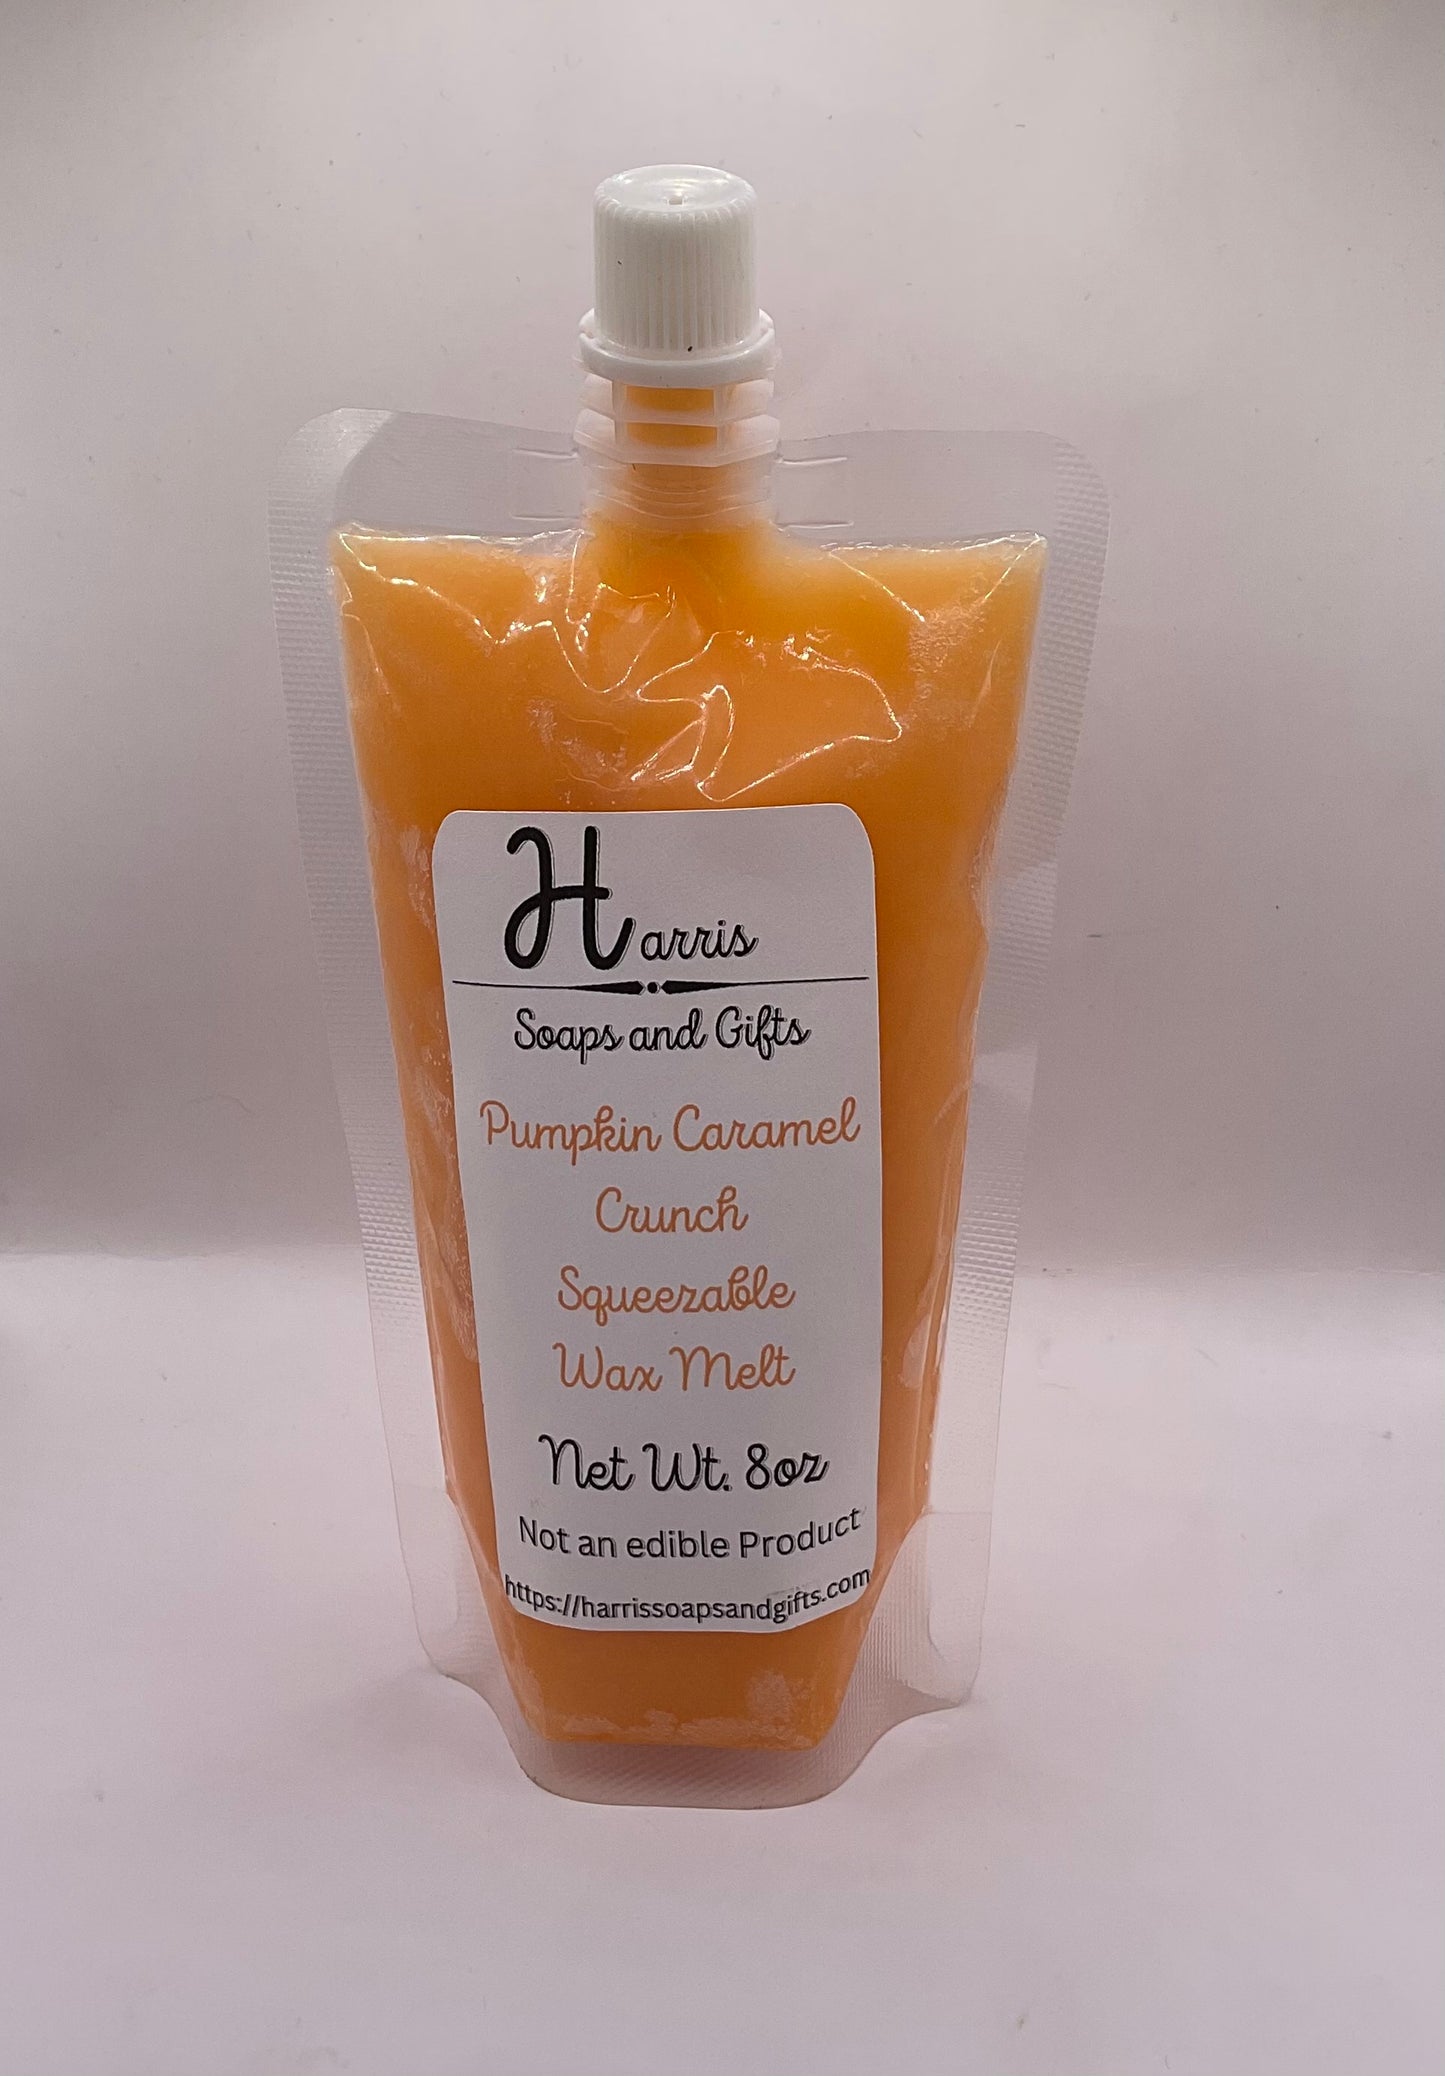 Harris
Soaps and Gifts
Pumpkin Caramel
Crunch
Squeezable
Wax Melt
Net Wt. 8oz
Not an edible Product
https://harrissoapsandgifts.com